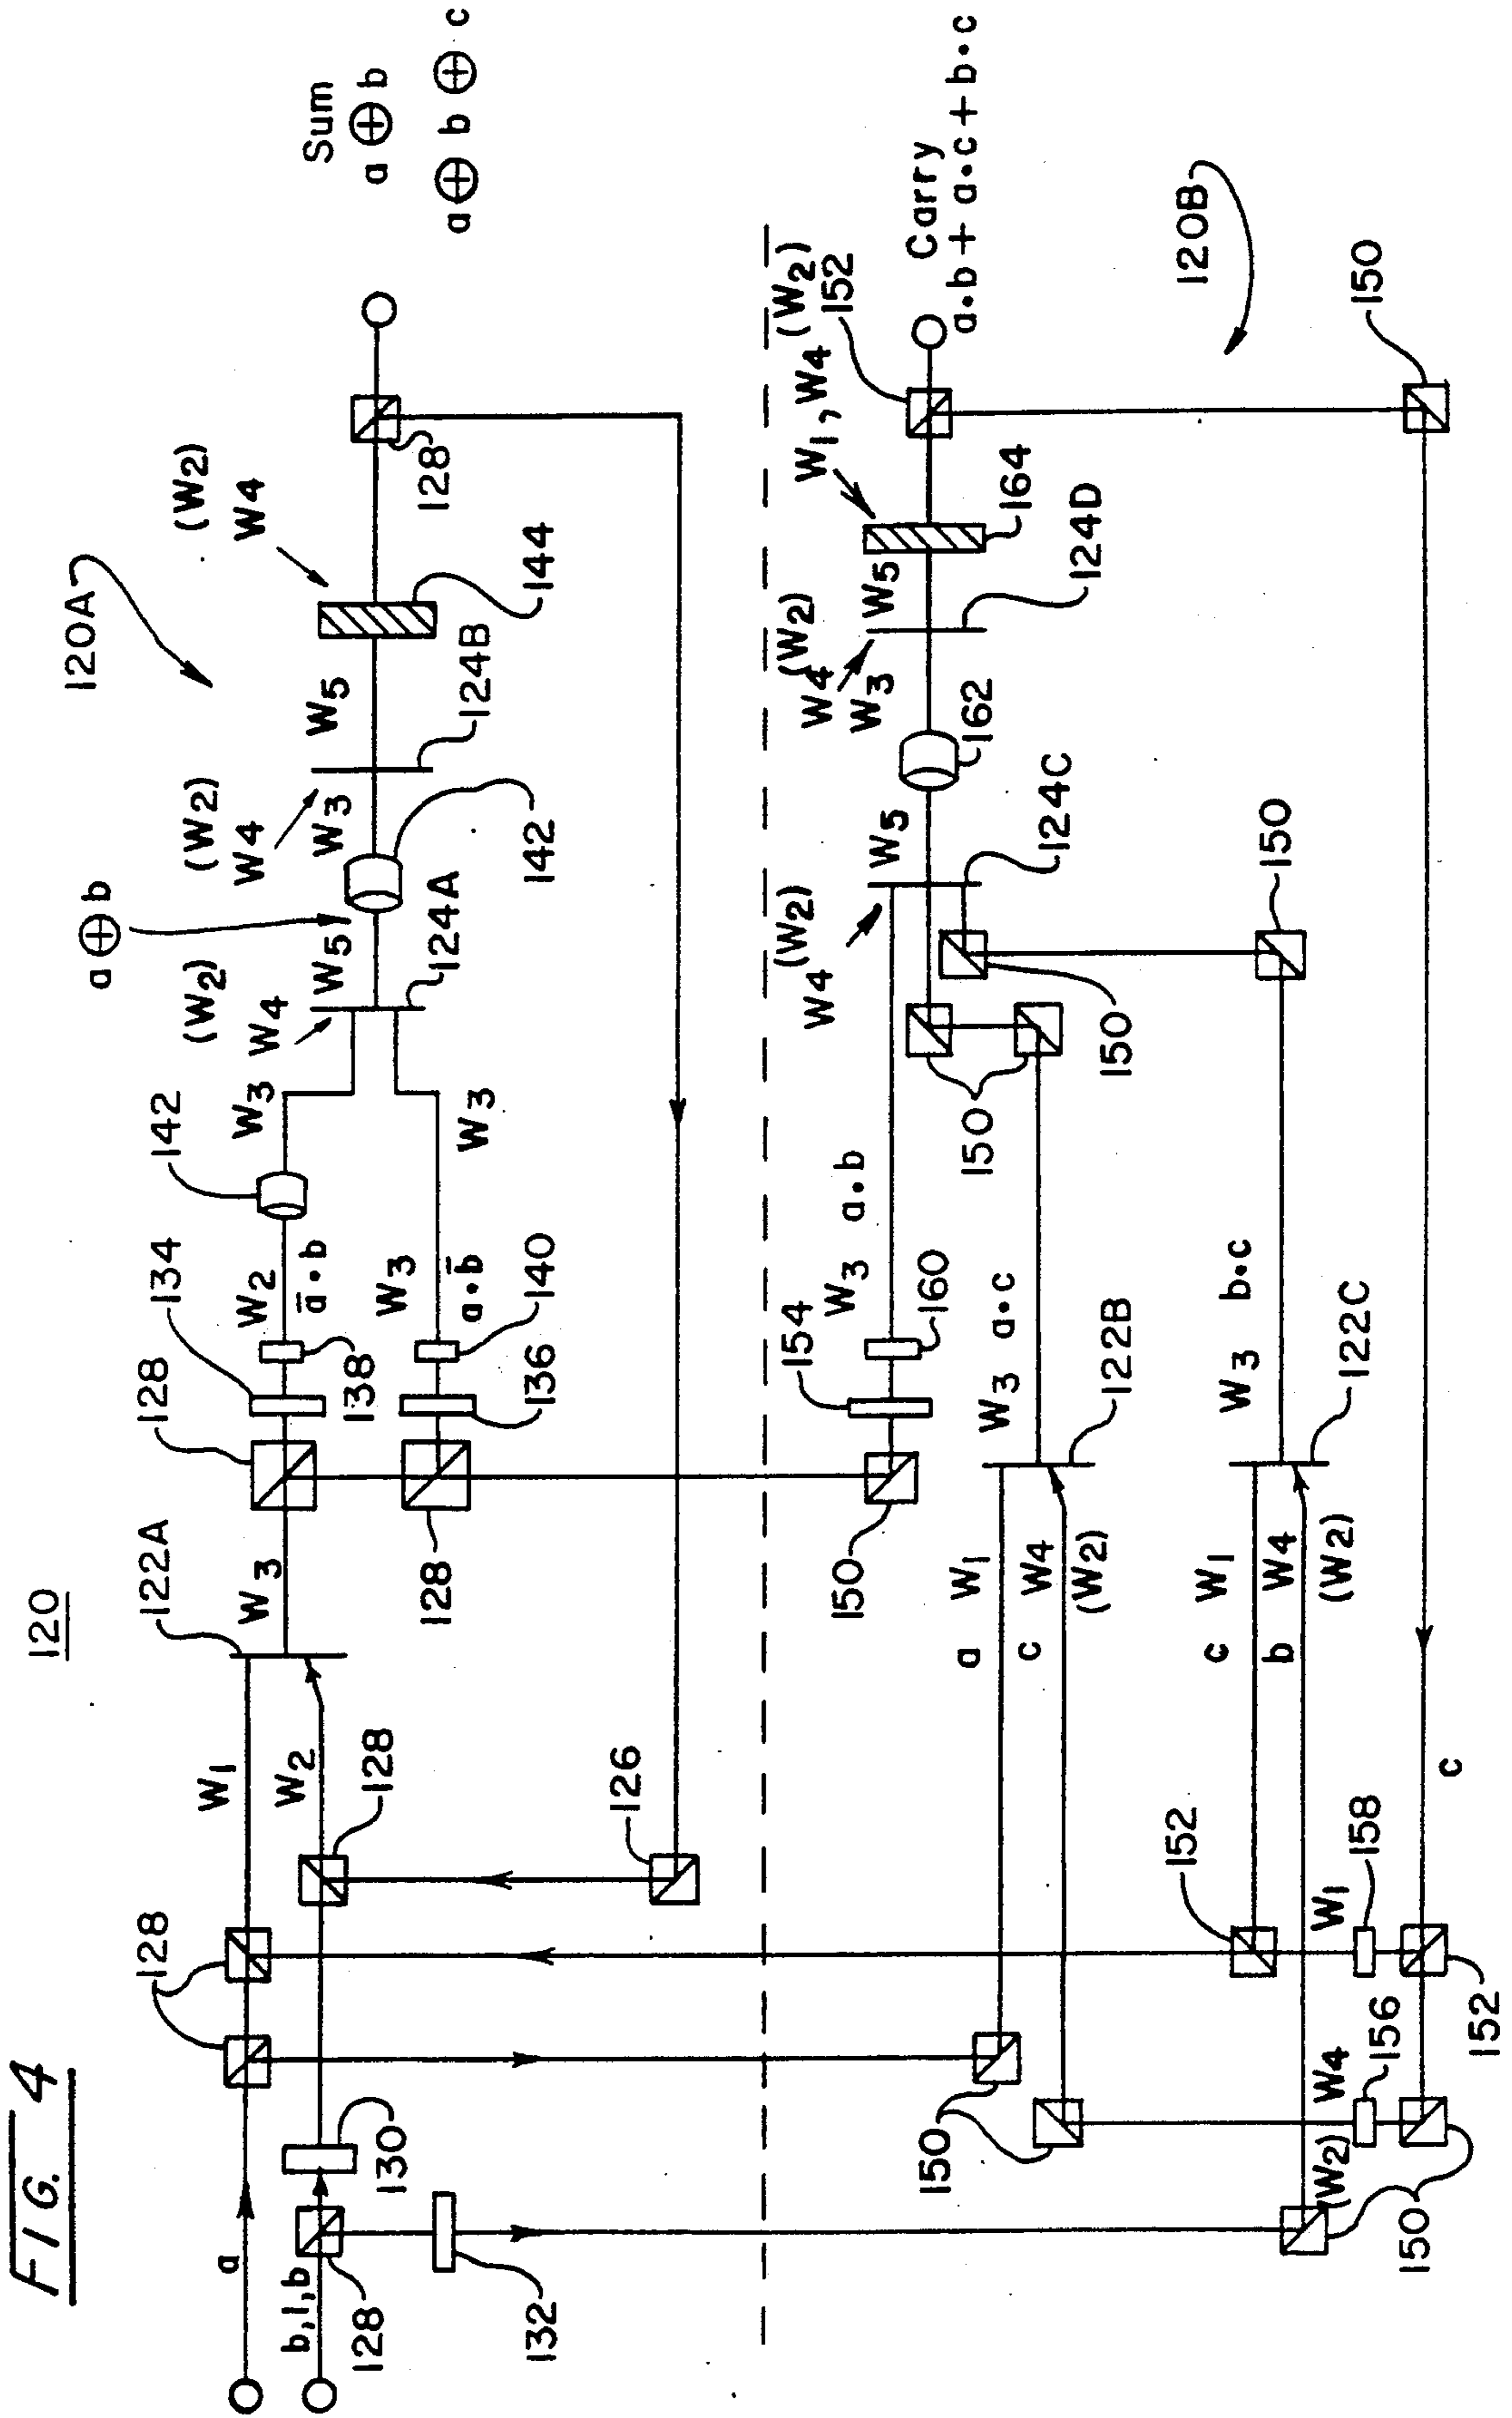 FIG. 4
120
120A
a
b,l,b
128
130
132
128
W1
W2
128
126
122A
W3
128
128
134
138
136
140
W2
a̅•b
W3
a•b̅
142
W3
W3
(W2)
W4
124A
W5
a ⊕ b
142
(W2)
W4
W3
124B
W5
(W2)
W4
144
128
Sum
a ⊕ b
a ⊕ b ⊕ c
120B
150
154
160
W3 a•b
150
a W1
c W4
(W2)
122B
W3 a•c
150
150
c W1
b W4
(W2)
122C
W3 b•c
150
W4 (W2)
124C
W5
162
W4 (W2)
W3
124D
W5
164
W1, W4 (W2)
152
Carry
a•b + a•c + b•c
150
150
(W2) W4
156
152
W1
158
152
c